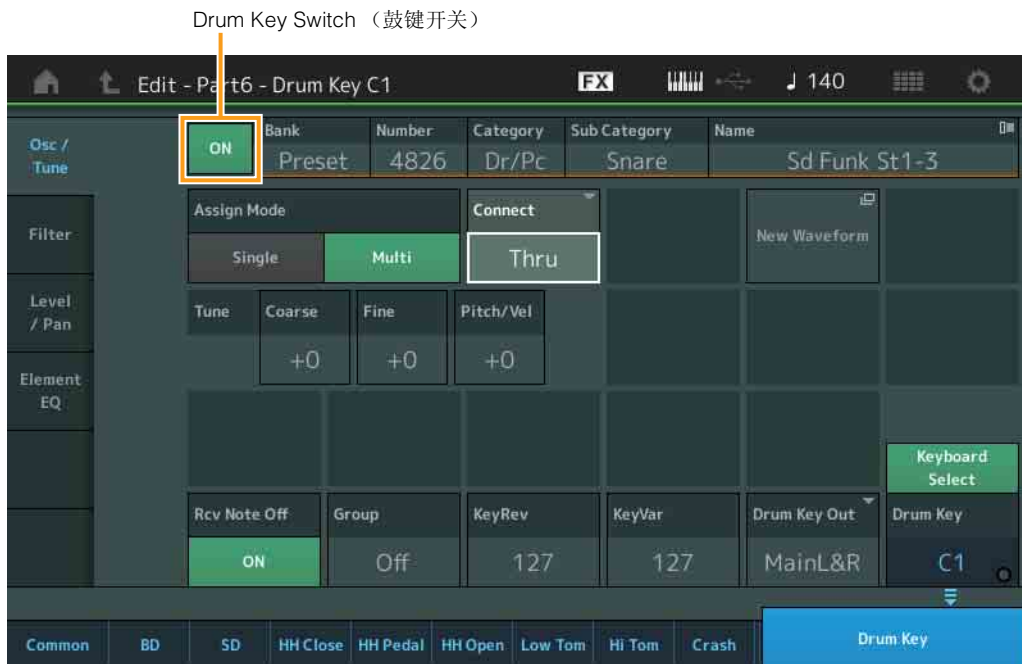 Drum Key Switch （鼓键开关）
Edit - Part6 - Drum Key C1
FX
♩ 140
Osc /
Tune
ON
Bank
Preset
Number
4826
Category
Dr/Pc
Sub Category
Snare
Name
Sd Funk St1-3
Filter
Assign Mode
Single
Multi
Connect
Thru
New Waveform
Level
/ Pan
Tune
Coarse
+0
Fine
+0
Pitch/Vel
+0
Element
EQ
Keyboard
Select
Rcv Note Off
ON
Group
Off
KeyRev
127
KeyVar
127
Drum Key Out
MainL&R
Drum Key
C1
Common
BD
SD
HH Close
HH Pedal
HH Open
Low Tom
Hi Tom
Crash
Drum Key